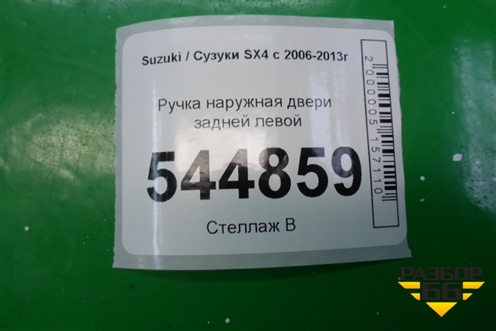 Suzuki / Сузуки SX4 с 2006-2013г
Ручка наружная двери
задней левой
544859
Стеллаж В
2000005157110
РАЗБОР
66